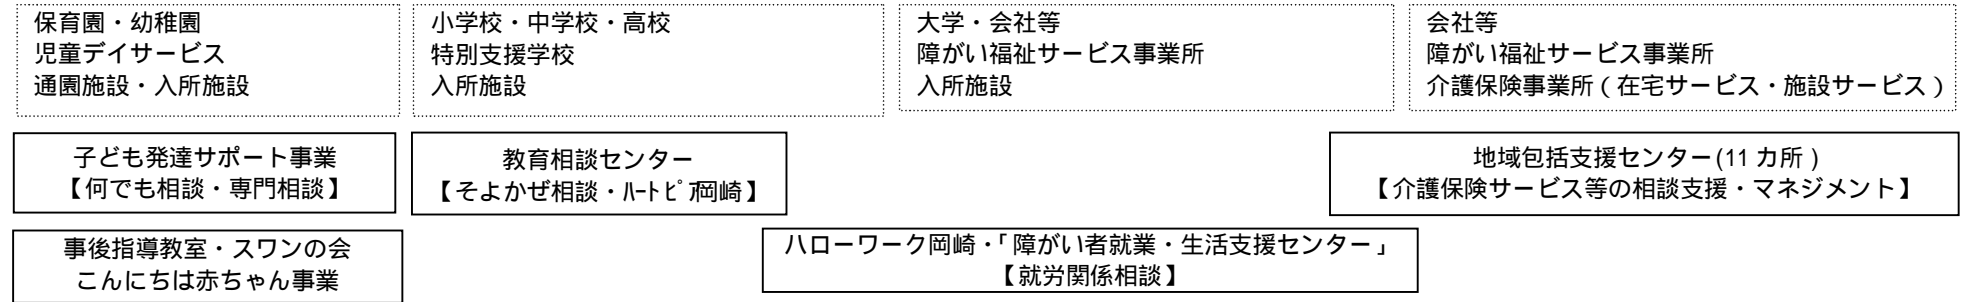 保育園・幼稚園
児童デイサービス
通園施設・入所施設
小学校・中学校・高校
特別支援学校
入所施設
大学・会社等
障がい福祉サービス事業所
入所施設
会社等
障がい福祉サービス事業所
介護保険事業所(在宅サービス・施設サービス)
子ども発達サポート事業
【何でも相談・専門相談】
教育相談センター
【そよかぜ相談・ハートピア岡崎】
地域包括支援センター(11カ所)
【介護保険サービス等の相談支援・マネジメント】
事後指導教室・スワンの会
こんにちは赤ちゃん事業
ハローワーク岡崎・「障がい者就業・生活支援センター」
【就労関係相談】